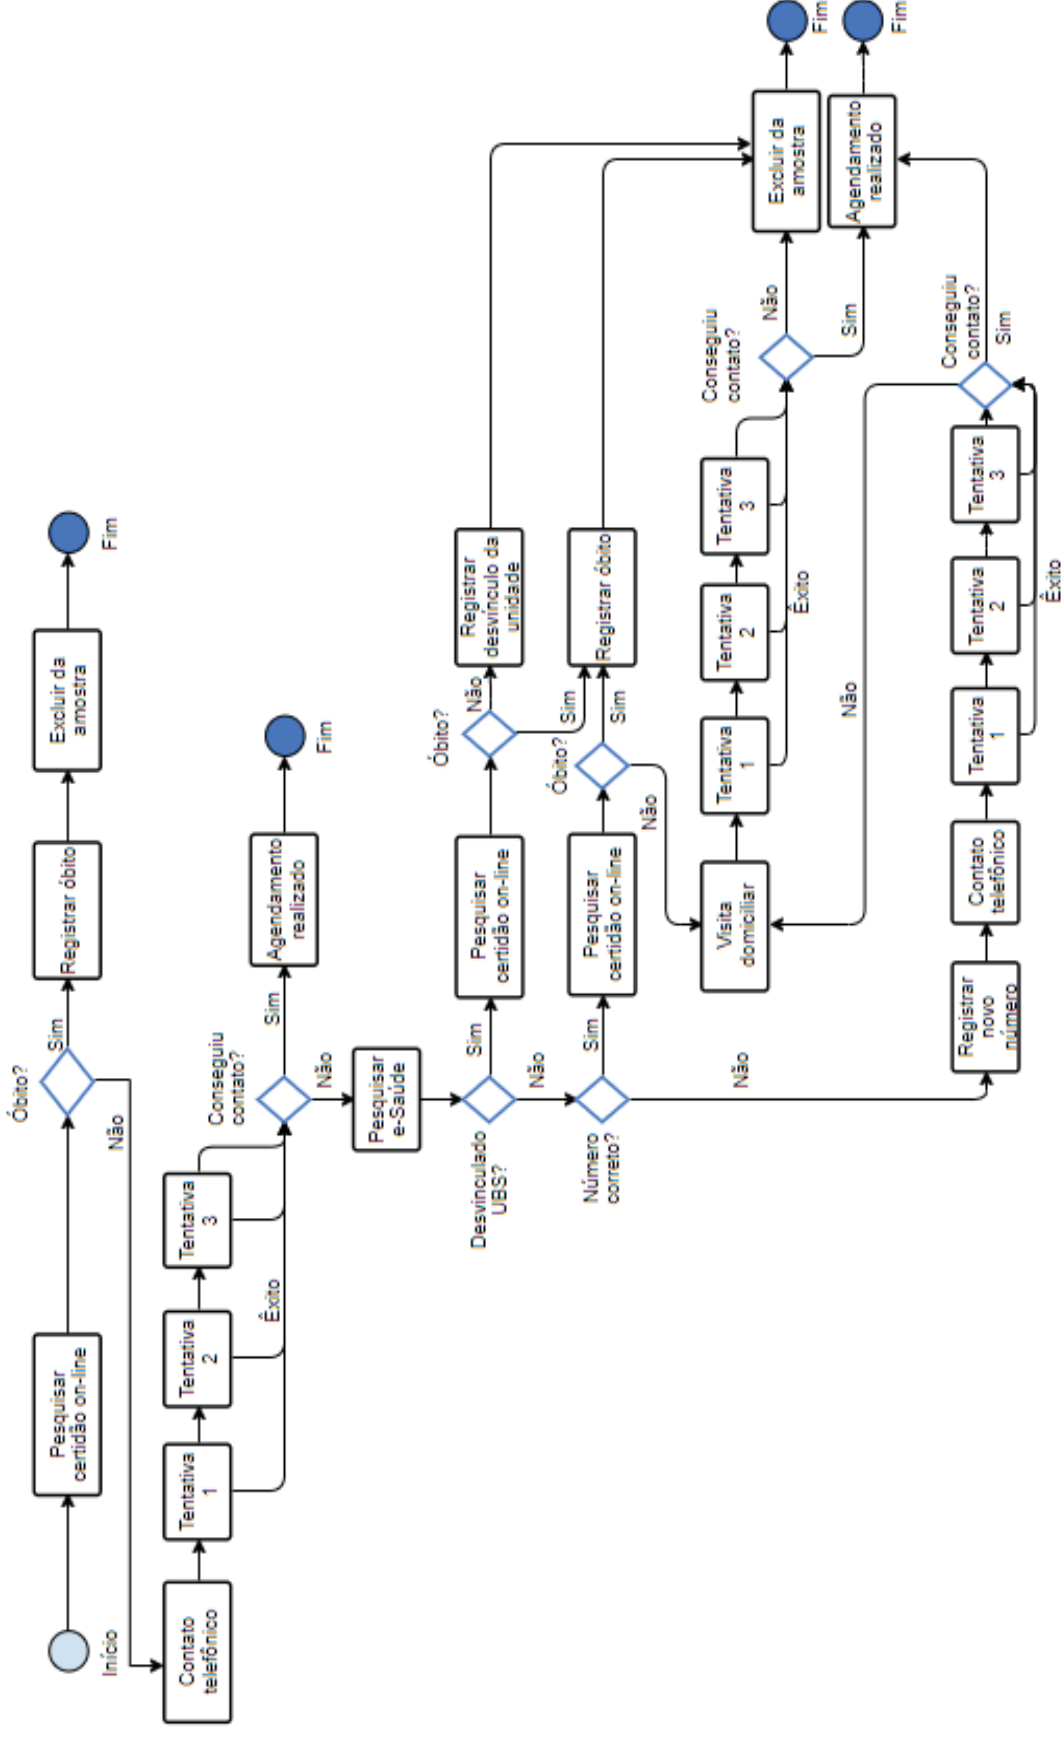 Óbito?
Início
Pesquisar
certidão on-line
Sim
Registrar óbito
Excluir da
amostra
Fim
Não
Contato
telefônico
Tentativa
1
Tentativa
2
Tentativa
3
Êxito
Conseguiu
contato?
Sim
Agendamento
realizado
Fim
Não
Pesquisar
e-Saúde
Desvinculado
UBS?
Sim
Pesquisar
certidão on-line
Óbito?
Não
Registrar
desvínculo da
unidade
Sim
Não
Número
correto?
Sim
Pesquisar
certidão on-line
Óbito?
Sim
Registrar óbito
Não
Visita
domiciliar
Tentativa
1
Tentativa
2
Tentativa
3
Êxito
Conseguiu
contato?
Não
Excluir da
amostra
Fim
Sim
Agendamento
realizado
Fim
Não
Registrar
novo
número
Contato
telefônico
Tentativa
1
Tentativa
2
Tentativa
3
Êxito
Conseguiu
contato?
Sim
Não